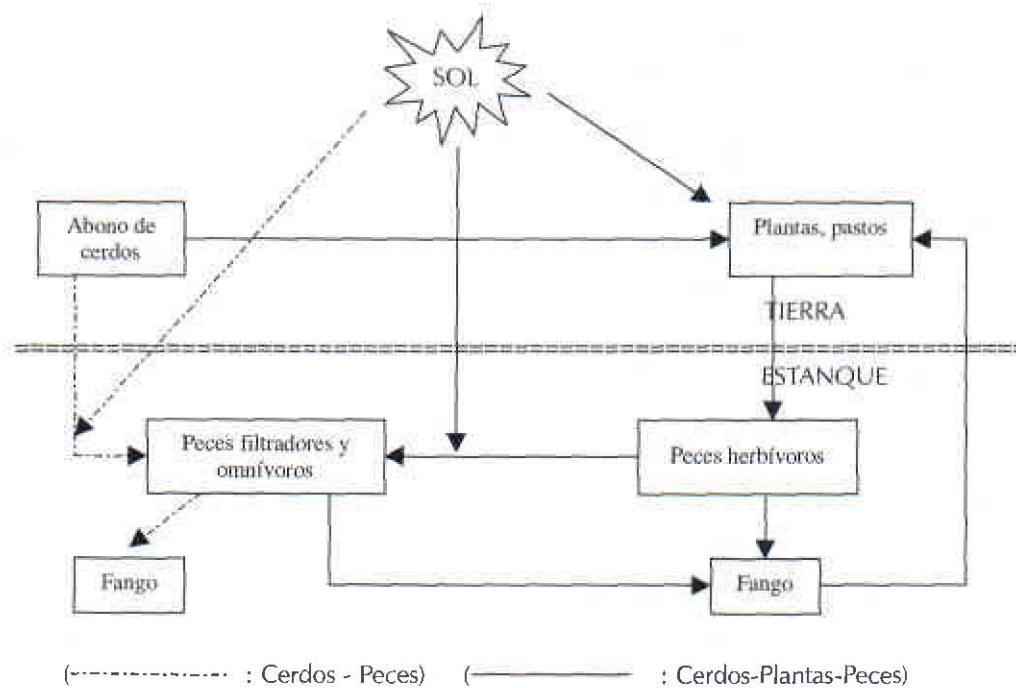 SOL
Abono de
cerdos
Plantas, pastos
TIERRA
ESTANQUE
Peces filtradores y
omnívoros
Peces herbívoros
Fango
Fango
( : Cerdos - Peces) ( : Cerdos-Plantas-Peces)